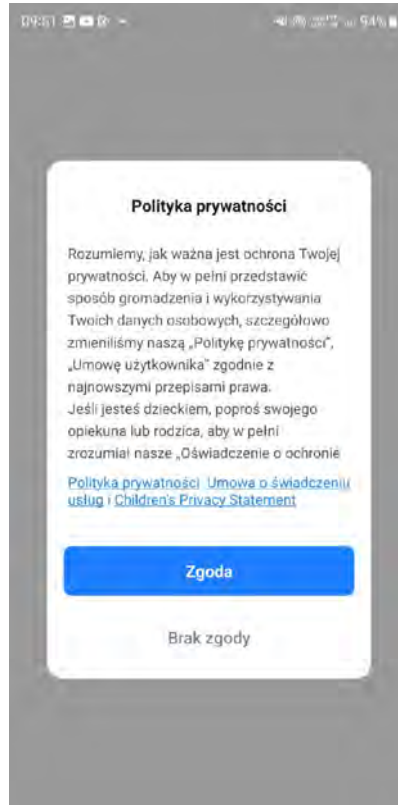 94%
Polityka prywatności
Rozumiemy, jak ważna jest ochrona Twojej
prywatności. Aby w pełni przedstawić
sposób gromadzenia i wykorzystywania
Twoich danych osobowych, szczegółowo
zmieniliśmy naszą „Politykę prywatności”,
„Umowę użytkownika” zgodnie z
najnowszymi przepisami prawa.
Jeśli jesteś dzieckiem, poproś swojego
opiekuna lub rodzica, aby w pełni
zrozumiał nasze „Oświadczenie o ochronie
Polityka prywatności Umowa o świadczeniu
usług i Children's Privacy Statement
Zgoda
Brak zgody